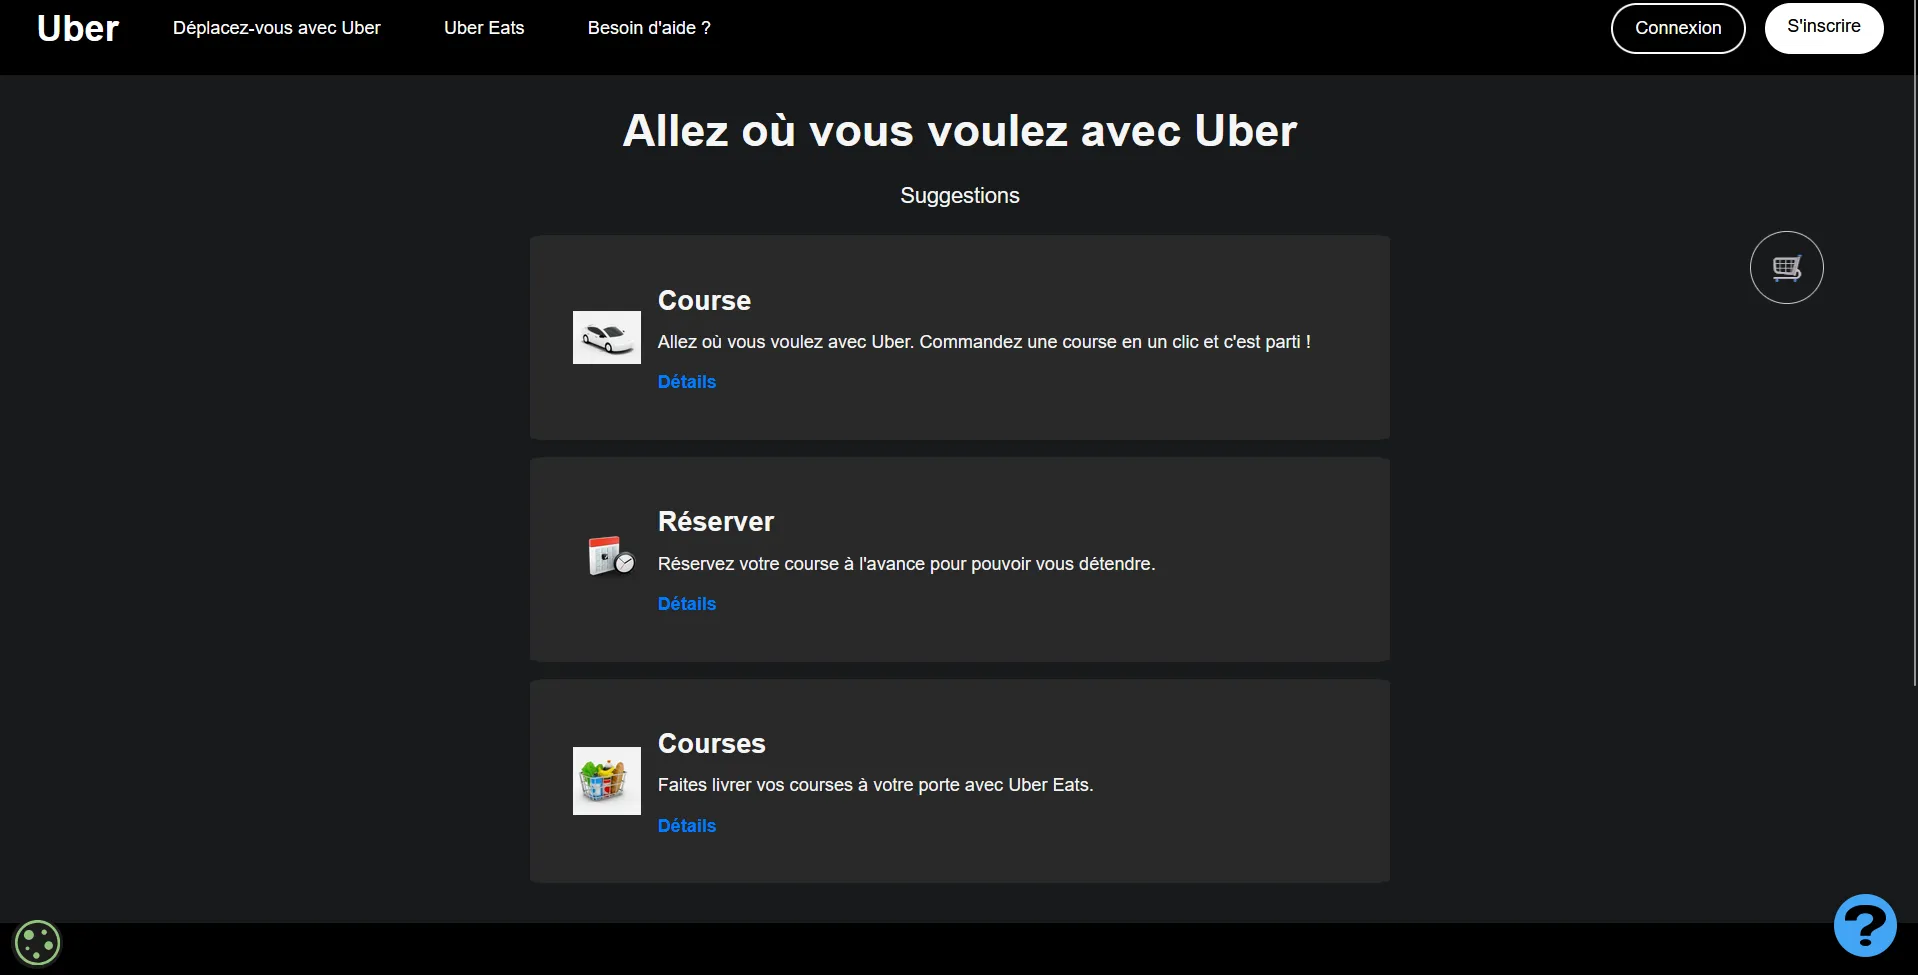 Uber
Déplacez-vous avec Uber
Uber Eats
Besoin d'aide ?
Connexion
S'inscrire
Allez où vous voulez avec Uber
Suggestions
Course
Allez où vous voulez avec Uber. Commandez une course en un clic et c'est parti !
Détails
Réserver
Réservez votre course à l'avance pour pouvoir vous détendre.
Détails
Courses
Faites livrer vos courses à votre porte avec Uber Eats.
Détails
?